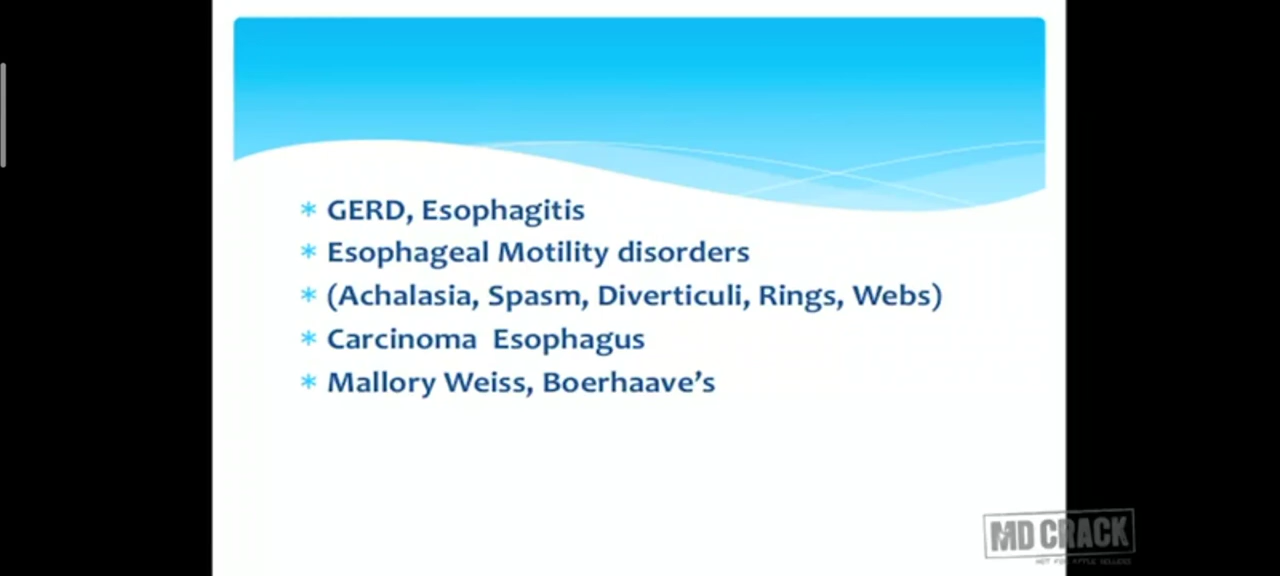 * GERD, Esophagitis
* Esophageal Motility disorders
* (Achalasia, Spasm, Diverticuli, Rings, Webs)
* Carcinoma  Esophagus
* Mallory Weiss, Boerhaave’s
MD CRACK